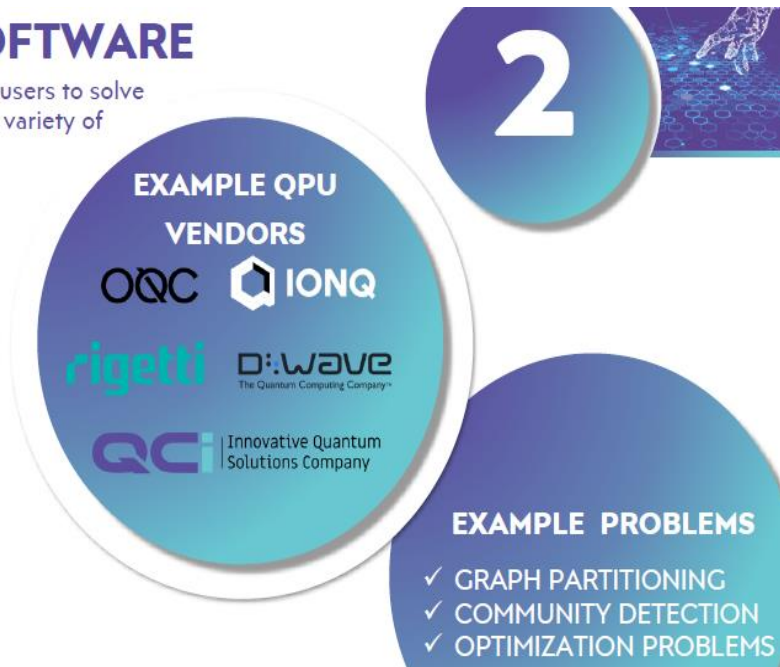 OFTWARE
users to solve
variety of
2
EXAMPLE QPU
VENDORS
OQC IONQ
rigetti D:wave
The Quantum Computing Company™
QCi Innovative Quantum
Solutions Company
EXAMPLE PROBLEMS
✓ GRAPH PARTITIONING
✓ COMMUNITY DETECTION
✓ OPTIMIZATION PROBLEMS